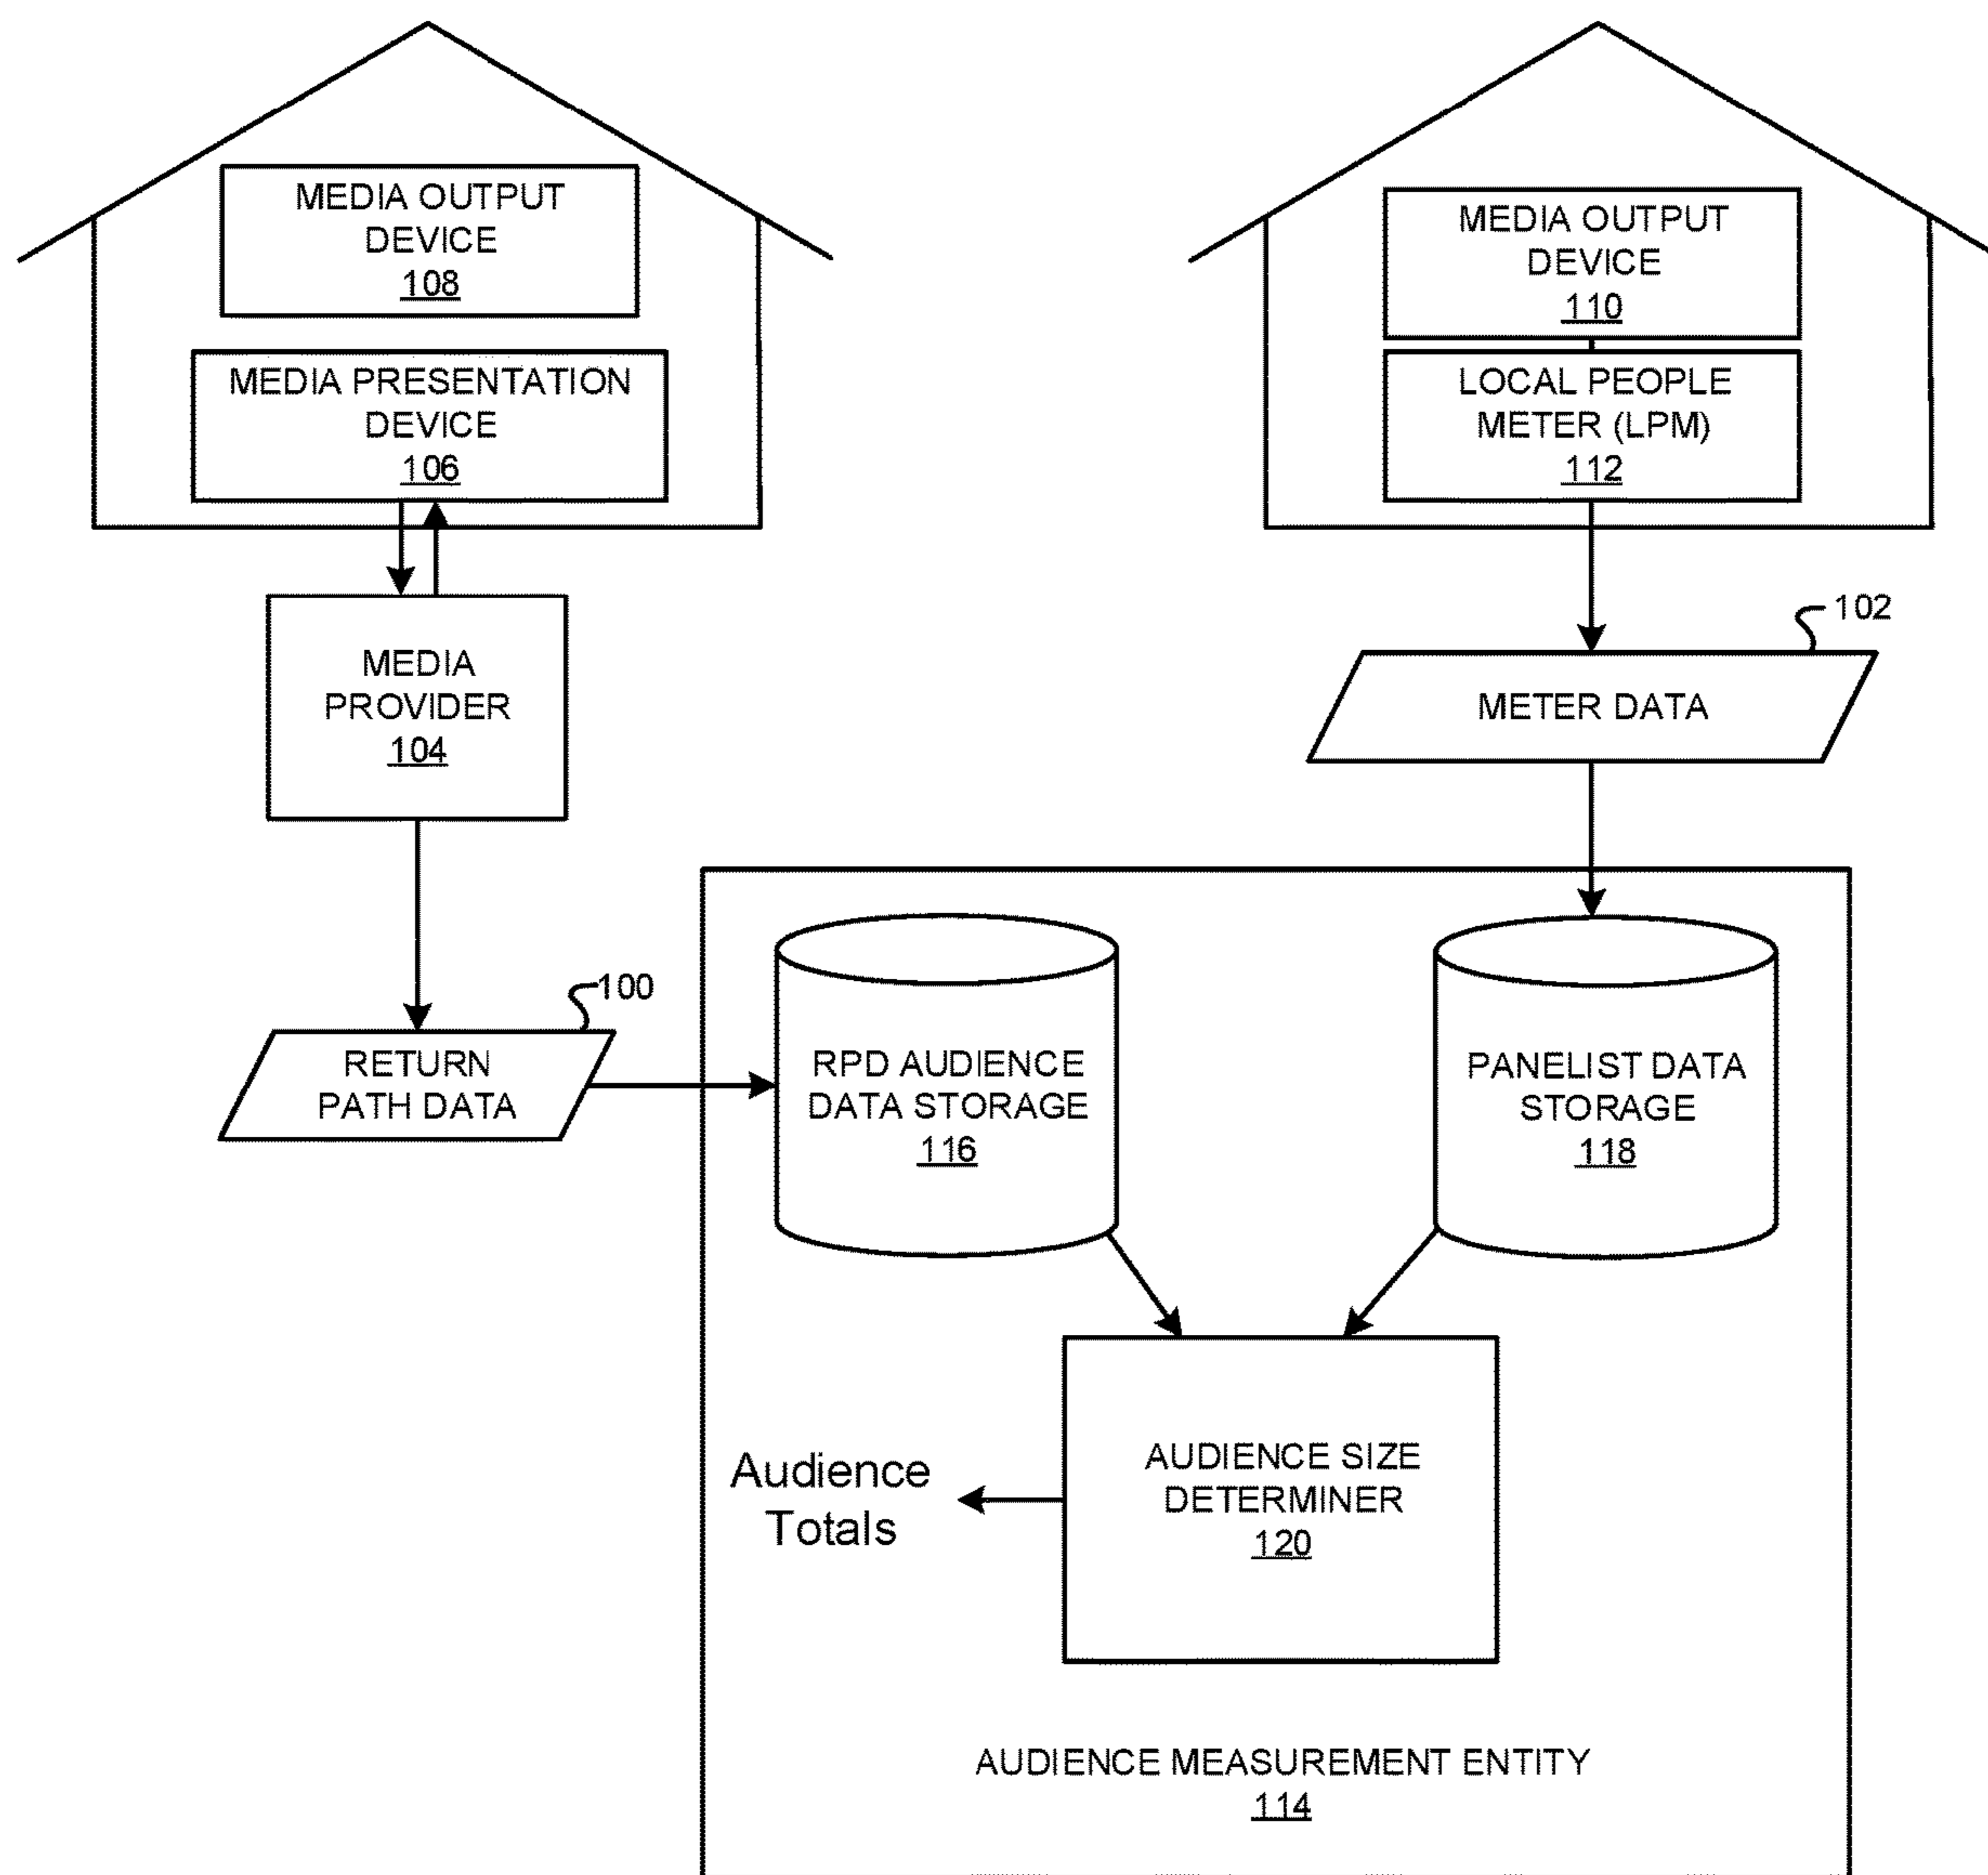 MEDIA OUTPUT
DEVICE
108
MEDIA PRESENTATION
DEVICE
106
MEDIA OUTPUT
DEVICE
110
LOCAL PEOPLE
METER (LPM)
112
MEDIA
PROVIDER
104
102
METER DATA
100
RETURN
PATH DATA
RPD AUDIENCE
DATA STORAGE
116
PANELIST DATA
STORAGE
118
AUDIENCE SIZE
DETERMINER
120
Audience
Totals
AUDIENCE MEASUREMENT ENTITY
114